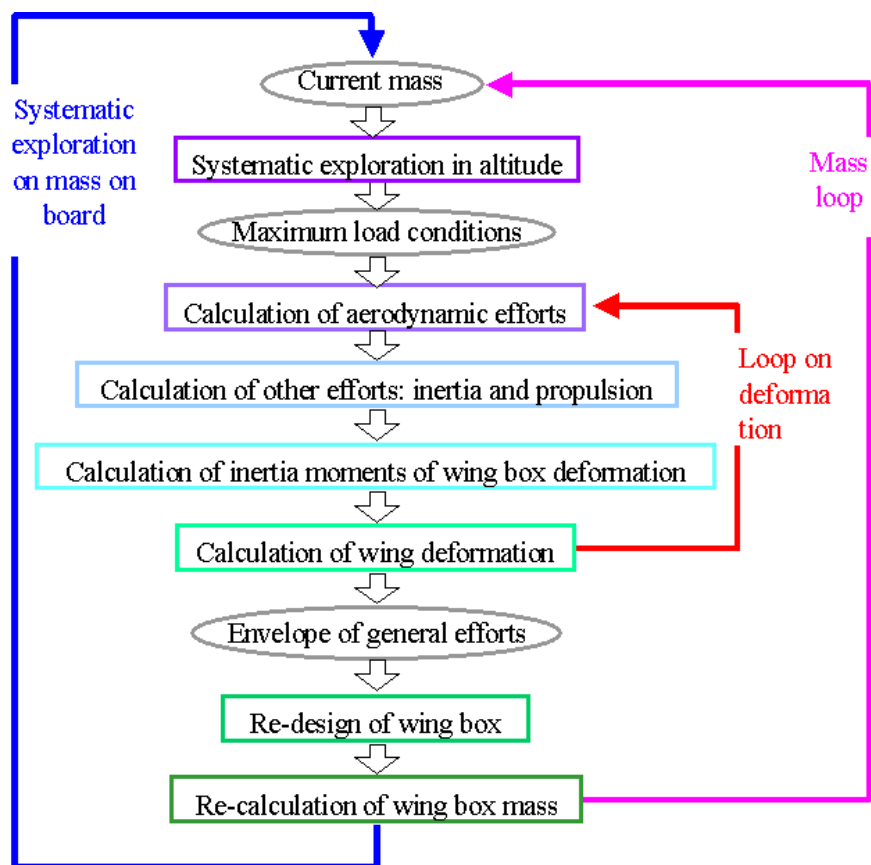 Current mass
Systematic
exploration
on mass on
board
Systematic exploration in altitude
Mass
loop
Maximum load conditions
Calculation of aerodynamic efforts
Loop on
deforma
tion
Calculation of other efforts: inertia and propulsion
Calculation of inertia moments of wing box deformation
Calculation of wing deformation
Envelope of general efforts
Re-design of wing box
Re-calculation of wing box mass